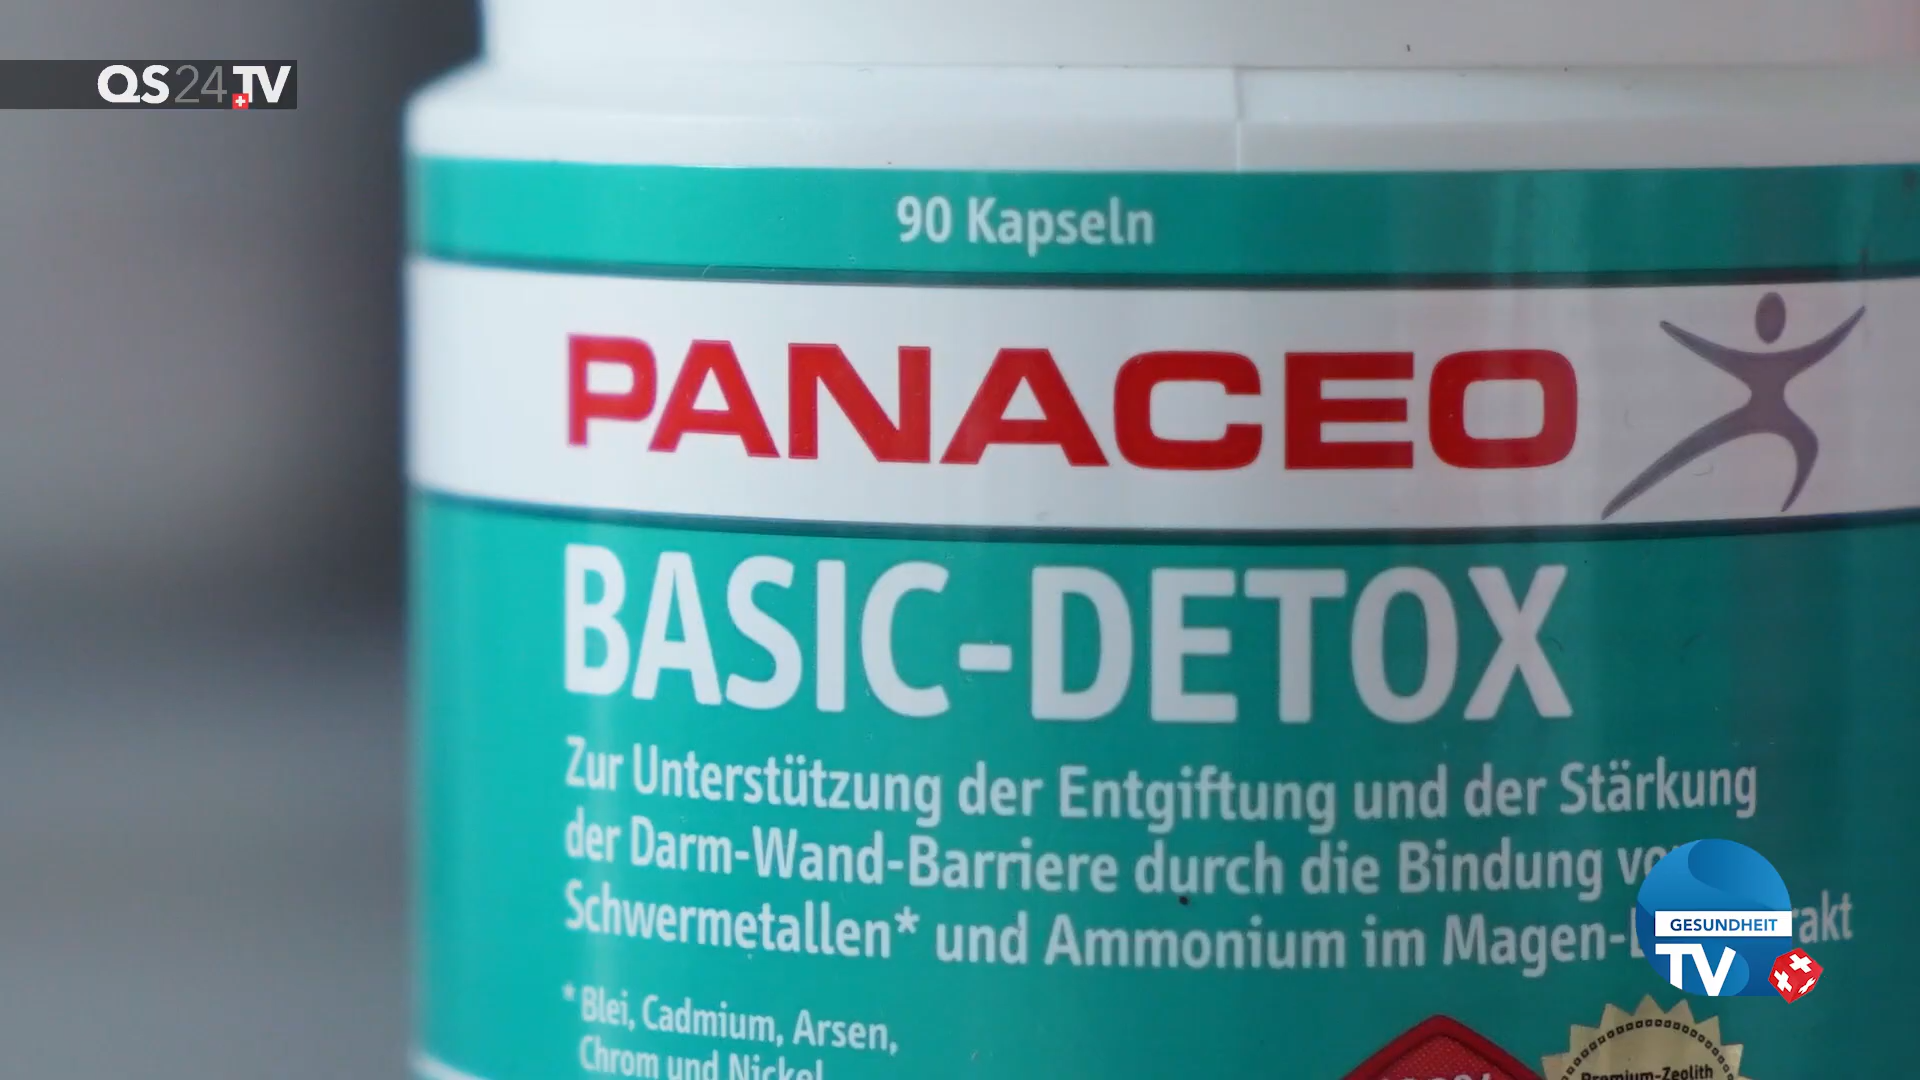 QS24.TV
90 Kapseln
PANACEO
BASIC-DETOX
Zur Unterstützung der Entgiftung und der Stärkung
der Darm-Wand-Barriere durch die Bindung
Schwermetallen* und Ammonium im Magen-
GESUNDHEIT
TV
* Blei, Cadmium, Arsen,
Chrom und Nickel
Premium-Zeolith